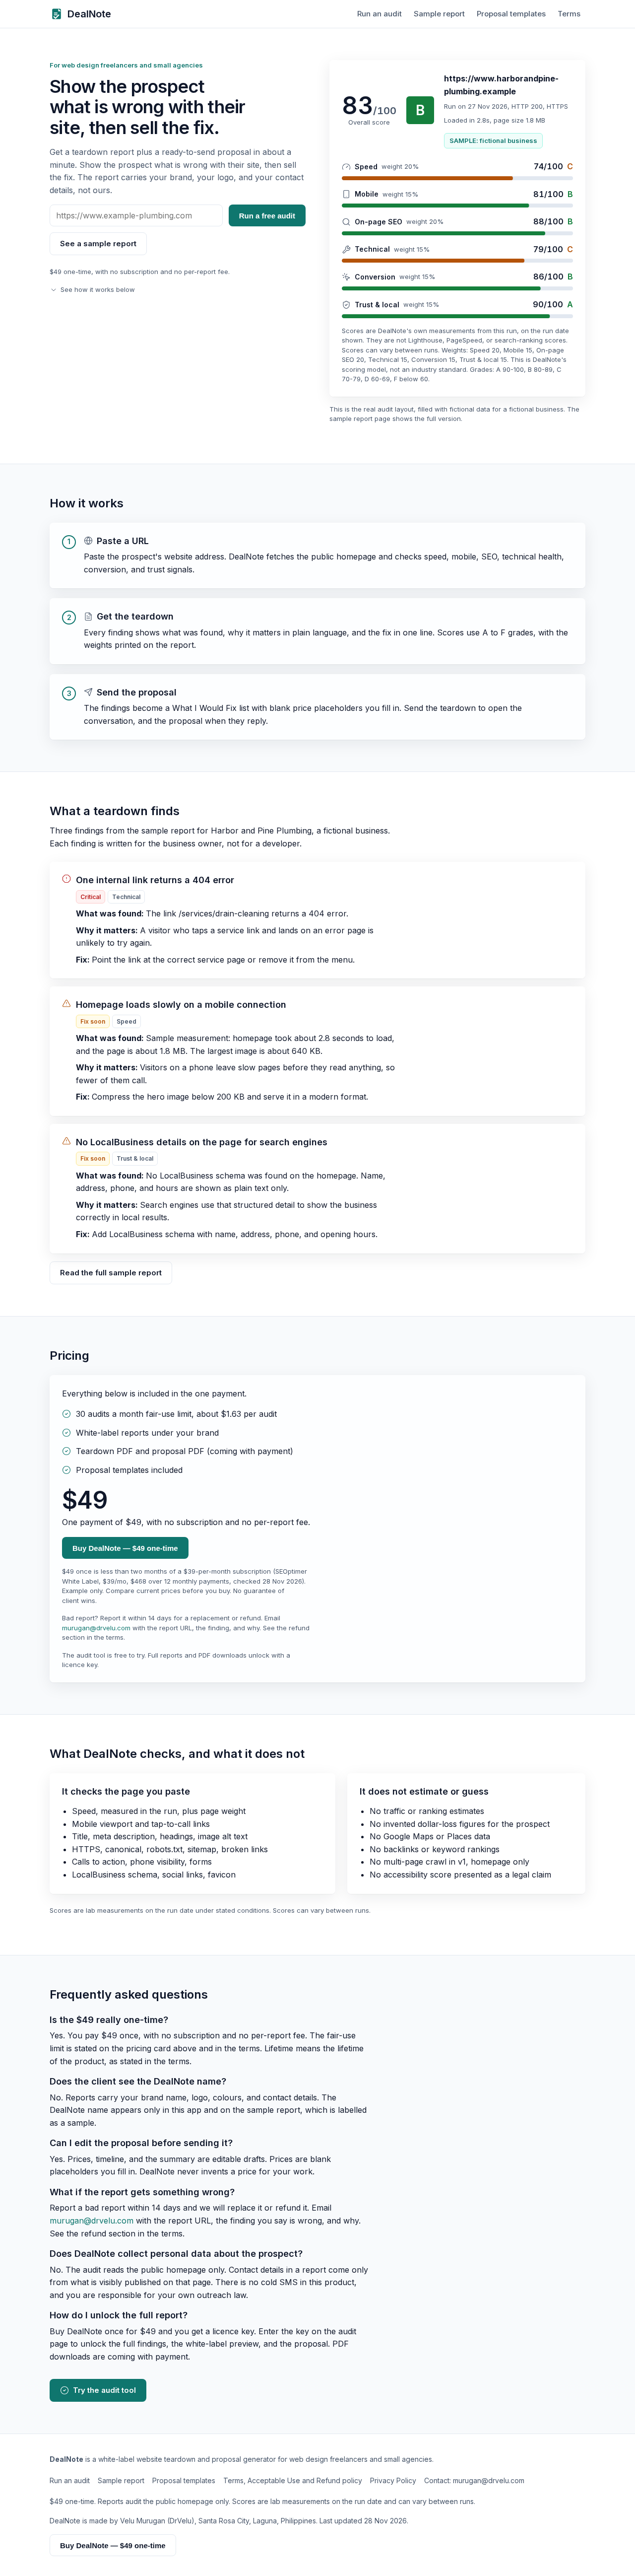 DealNote
Run an audit
Sample report
Proposal templates
Terms
For web design freelancers and small agencies
Show the prospect
what is wrong with their
site, then sell the fix.
Get a teardown report plus a ready-to-send proposal in about a
minute. Show the prospect what is wrong with their site, then sell
the fix. The report carries your brand, your logo, and your contact
details, not ours.
https://www.example-plumbing.com
Run a free audit
See a sample report
$49 one-time, with no subscription and no per-report fee.
See how it works below
83/100
Overall score
B
https://www.harborandpine-
plumbing.example
Run on 27 Nov 2026, HTTP 200, HTTPS
Loaded in 2.8s, page size 1.8 MB
SAMPLE: fictional business
Speed weight 20% 74/100 C
Mobile weight 15% 81/100 B
On-page SEO weight 20% 88/100 B
Technical weight 15% 79/100 C
Conversion weight 15% 86/100 B
Trust & local weight 15% 90/100 A
Scores are DealNote's own measurements from this run, on the run date
shown. They are not Lighthouse, PageSpeed, or search-ranking scores.
Scores can vary between runs. Weights: Speed 20, Mobile 15, On-page
SEO 20, Technical 15, Conversion 15, Trust & local 15. This is DealNote's
scoring model, not an industry standard. Grades: A 90-100, B 80-89, C
70-79, D 60-69, F below 60.
This is the real audit layout, filled with fictional data for a fictional business. The
sample report page shows the full version.
How it works
1
Paste a URL
Paste the prospect's website address. DealNote fetches the public homepage and checks speed, mobile, SEO, technical health,
conversion, and trust signals.
2
Get the teardown
Every finding shows what was found, why it matters in plain language, and the fix in one line. Scores use A to F grades, with the
weights printed on the report.
3
Send the proposal
The findings become a What I Would Fix list with blank price placeholders you fill in. Send the teardown to open the
conversation, and the proposal when they reply.
What a teardown finds
Three findings from the sample report for Harbor and Pine Plumbing, a fictional business.
Each finding is written for the business owner, not for a developer.
One internal link returns a 404 error
Critical Technical
What was found: The link /services/drain-cleaning returns a 404 error.
Why it matters: A visitor who taps a service link and lands on an error page is
unlikely to try again.
Fix: Point the link at the correct service page or remove it from the menu.
Homepage loads slowly on a mobile connection
Fix soon Speed
What was found: Sample measurement: homepage took about 2.8 seconds to load,
and the page is about 1.8 MB. The largest image is about 640 KB.
Why it matters: Visitors on a phone leave slow pages before they read anything, so
fewer of them call.
Fix: Compress the hero image below 200 KB and serve it in a modern format.
No LocalBusiness details on the page for search engines
Fix soon Trust & local
What was found: No LocalBusiness schema was found on the homepage. Name,
address, phone, and hours are shown as plain text only.
Why it matters: Search engines use that structured detail to show the business
correctly in local results.
Fix: Add LocalBusiness schema with name, address, phone, and opening hours.
Read the full sample report
Pricing
Everything below is included in the one payment.
30 audits a month fair-use limit, about $1.63 per audit
White-label reports under your brand
Teardown PDF and proposal PDF (coming with payment)
Proposal templates included
$49
One payment of $49, with no subscription and no per-report fee.
Buy DealNote — $49 one-time
$49 once is less than two months of a $39-per-month subscription (SEOptimer
White Label, $39/mo, $468 over 12 monthly payments, checked 28 Nov 2026).
Example only. Compare current prices before you buy. No guarantee of
client wins.
Bad report? Report it within 14 days for a replacement or refund. Email
murugan@drvelu.com with the report URL, the finding, and why. See the refund
section in the terms.
The audit tool is free to try. Full reports and PDF downloads unlock with a
licence key.
What DealNote checks, and what it does not
It checks the page you paste
• Speed, measured in the run, plus page weight
• Mobile viewport and tap-to-call links
• Title, meta description, headings, image alt text
• HTTPS, canonical, robots.txt, sitemap, broken links
• Calls to action, phone visibility, forms
• LocalBusiness schema, social links, favicon
It does not estimate or guess
• No traffic or ranking estimates
• No invented dollar-loss figures for the prospect
• No Google Maps or Places data
• No backlinks or keyword rankings
• No multi-page crawl in v1, homepage only
• No accessibility score presented as a legal claim
Scores are lab measurements on the run date under stated conditions. Scores can vary between runs.
Frequently asked questions
Is the $49 really one-time?
Yes. You pay $49 once, with no subscription and no per-report fee. The fair-use
limit is stated on the pricing card above and in the terms. Lifetime means the lifetime
of the product, as stated in the terms.
Does the client see the DealNote name?
No. Reports carry your brand name, logo, colours, and contact details. The
DealNote name appears only in this app and on the sample report, which is labelled
as a sample.
Can I edit the proposal before sending it?
Yes. Prices, timeline, and the summary are editable drafts. Prices are blank
placeholders you fill in. DealNote never invents a price for your work.
What if the report gets something wrong?
Report a bad report within 14 days and we will replace it or refund it. Email
murugan@drvelu.com with the report URL, the finding you say is wrong, and why.
See the refund section in the terms.
Does DealNote collect personal data about the prospect?
No. The audit reads the public homepage only. Contact details in a report come only
from what is visibly published on that page. There is no cold SMS in this product,
and you are responsible for your own outreach law.
How do I unlock the full report?
Buy DealNote once for $49 and you get a licence key. Enter the key on the audit
page to unlock the full findings, the white-label preview, and the proposal. PDF
downloads are coming with payment.
Try the audit tool
DealNote is a white-label website teardown and proposal generator for web design freelancers and small agencies.
Run an audit Sample report Proposal templates Terms, Acceptable Use and Refund policy Privacy Policy Contact: murugan@drvelu.com
$49 one-time. Reports audit the public homepage only. Scores are lab measurements on the run date and can vary between runs.
DealNote is made by Velu Murugan (DrVelu), Santa Rosa City, Laguna, Philippines. Last updated 28 Nov 2026.
Buy DealNote — $49 one-time